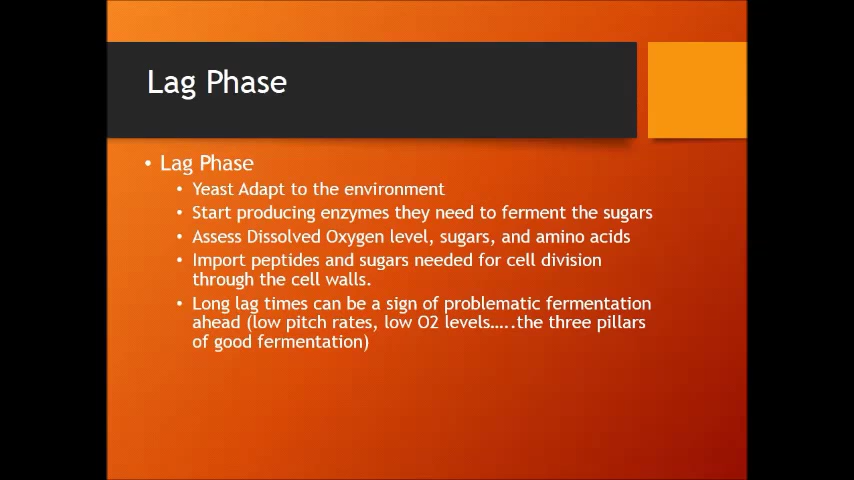 Lag Phase
• Lag Phase
• Yeast Adapt to the environment
• Start producing enzymes they need to ferment the sugars
• Assess Dissolved Oxygen level, sugars, and amino acids
• Import peptides and sugars needed for cell division
through the cell walls.
• Long lag times can be a sign of problematic fermentation
ahead (low pitch rates, low O2 levels…..the three pillars
of good fermentation)